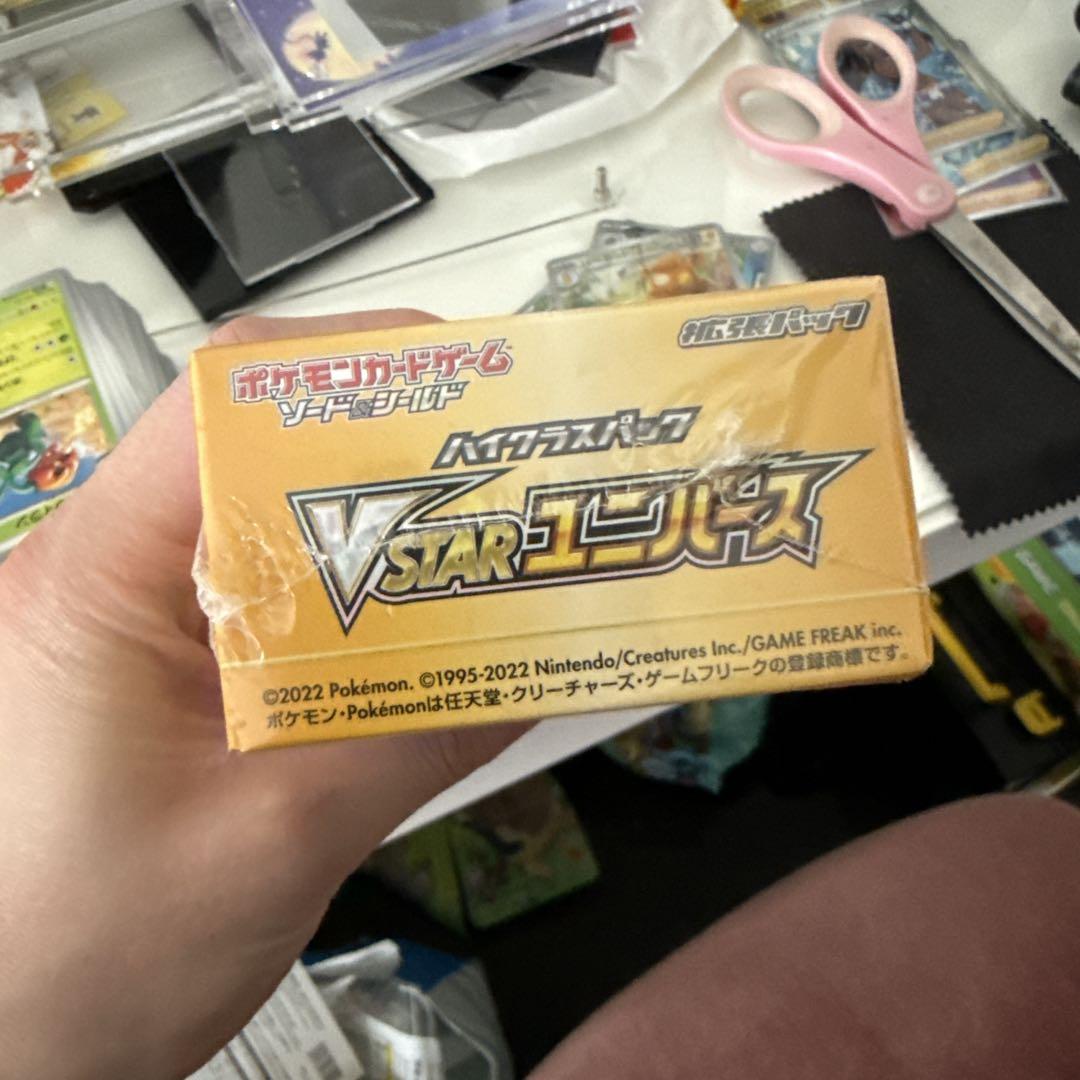 ポケモンカードゲーム
ソード&シールド
拡張パック
ハイクラスパック
VSTARユニバース
©2022 Pokémon. ©1995-2022 Nintendo/Creatures Inc./GAME FREAK inc.
ポケモン・Pokémonは任天堂・クリーチャーズ・ゲームフリークの登録商標です。